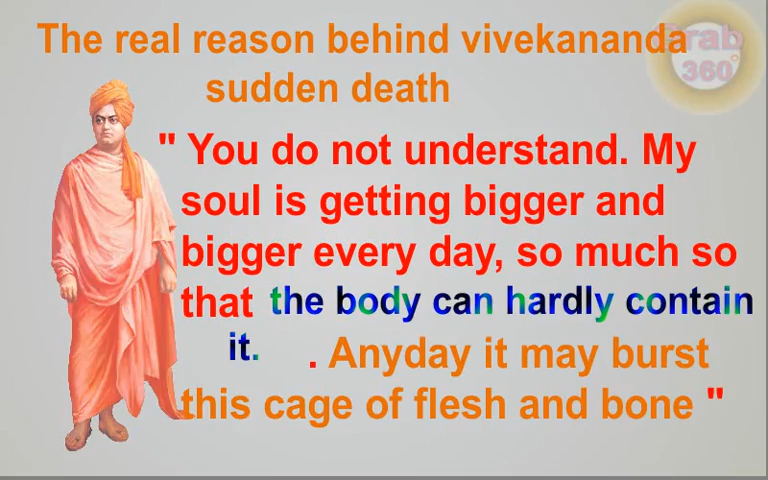 The real reason behind vivekananda
sudden death
" You do not understand. My
soul is getting bigger and
bigger every day, so much so
that the body can hardly contain
it. . Anyday it may burst
this cage of flesh and bone "
360°